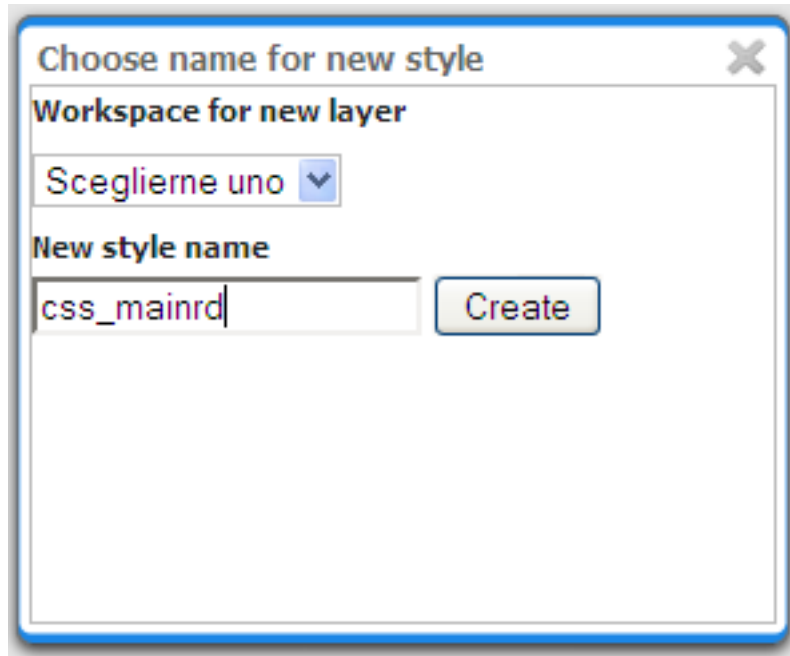 Choose name for new style
Workspace for new layer
Sceglierne uno
New style name
css_mainrd
Create